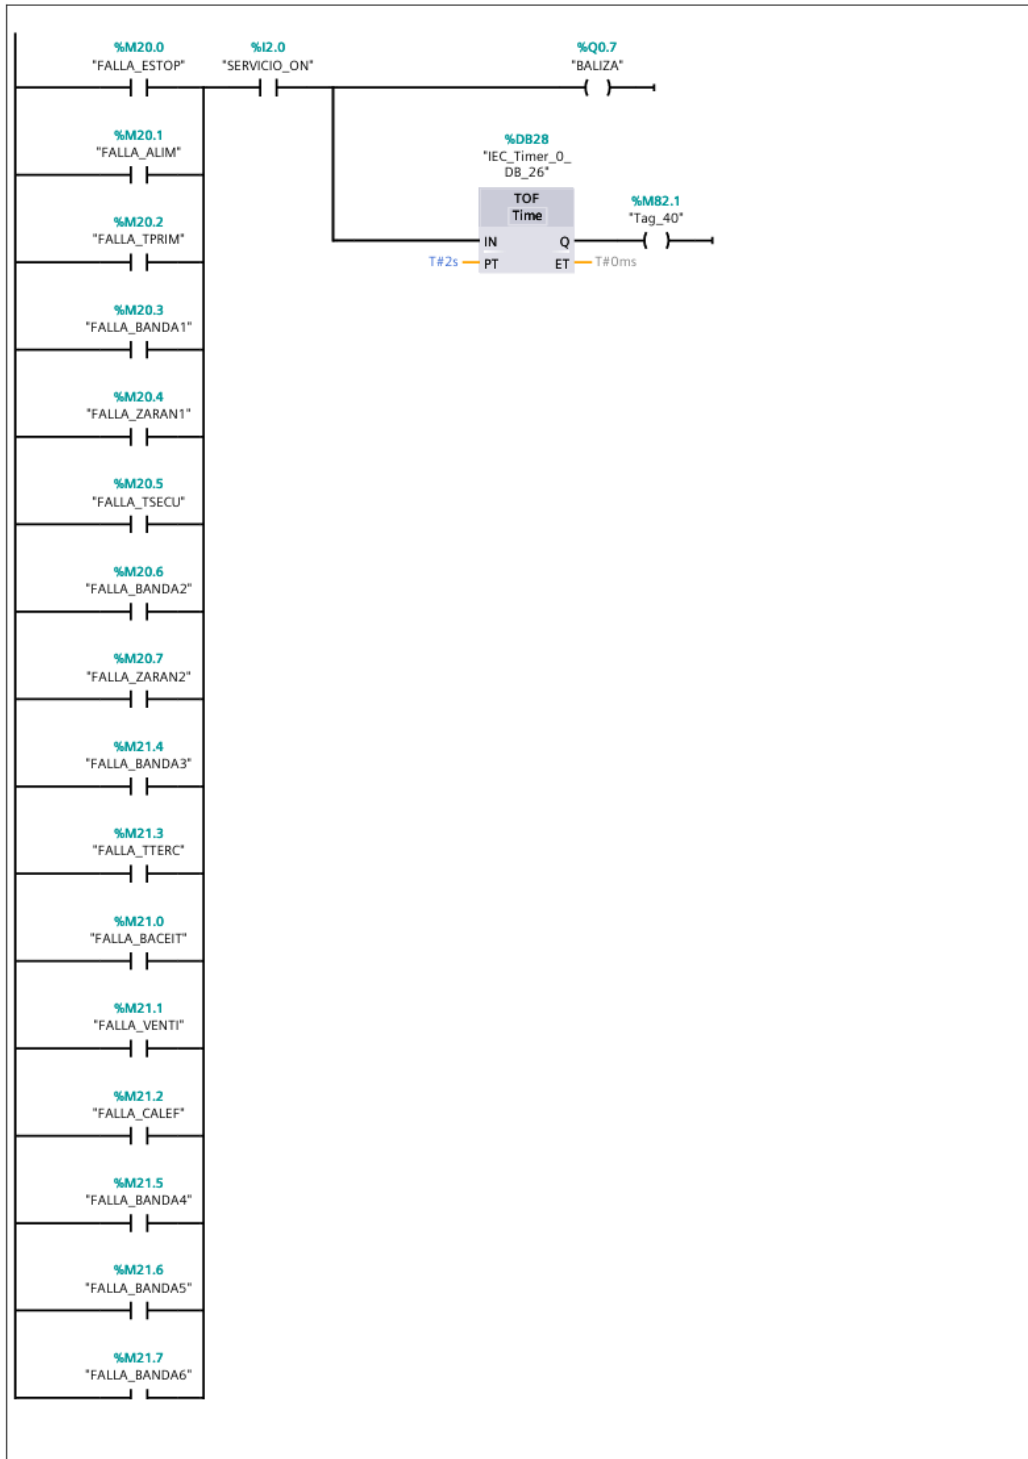 %M20.0
"FALLA_ESTOP"
%I2.0
"SERVICIO_ON"
%Q0.7
"BALIZA"
%M20.1
"FALLA_ALIM"
%DB28
"IEC_Timer_0_
DB_26"
TOF
Time
%M82.1
"Tag_40"
IN
Q
T#2s
PT
ET
T#0ms
%M20.2
"FALLA_TPRIM"
%M20.3
"FALLA_BANDA1"
%M20.4
"FALLA_ZARAN1"
%M20.5
"FALLA_TSECU"
%M20.6
"FALLA_BANDA2"
%M20.7
"FALLA_ZARAN2"
%M21.4
"FALLA_BANDA3"
%M21.3
"FALLA_TTERC"
%M21.0
"FALLA_BACEIT"
%M21.1
"FALLA_VENTI"
%M21.2
"FALLA_CALEF"
%M21.5
"FALLA_BANDA4"
%M21.6
"FALLA_BANDA5"
%M21.7
"FALLA_BANDA6"